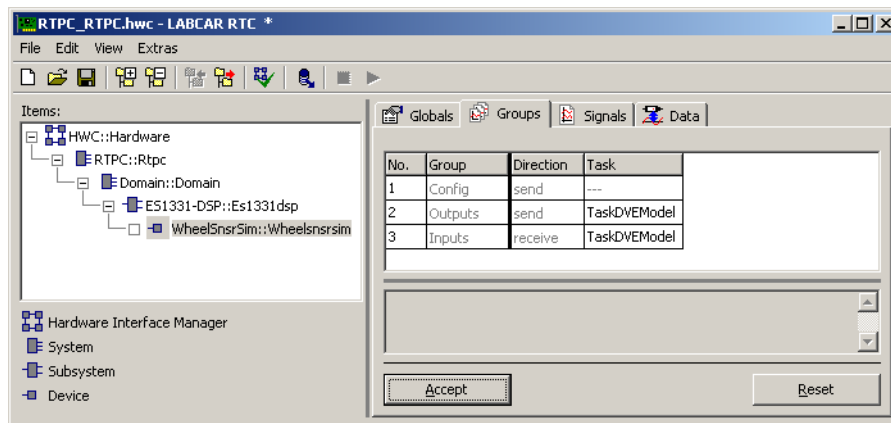 RTPC_RTPC.hwc - LABCAR RTC *
File Edit View Extras
Items:
HWC::Hardware
RTPC::Rtpc
Domain::Domain
ES1331-DSP::Es1331dsp
WheelSnsrSim::Wheelsnsrsim
Hardware Interface Manager
System
Subsystem
Device
Globals Groups Signals Data
No. Group Direction Task
1 Config send ---
2 Outputs send TaskDVEModel
3 Inputs receive TaskDVEModel
Accept Reset